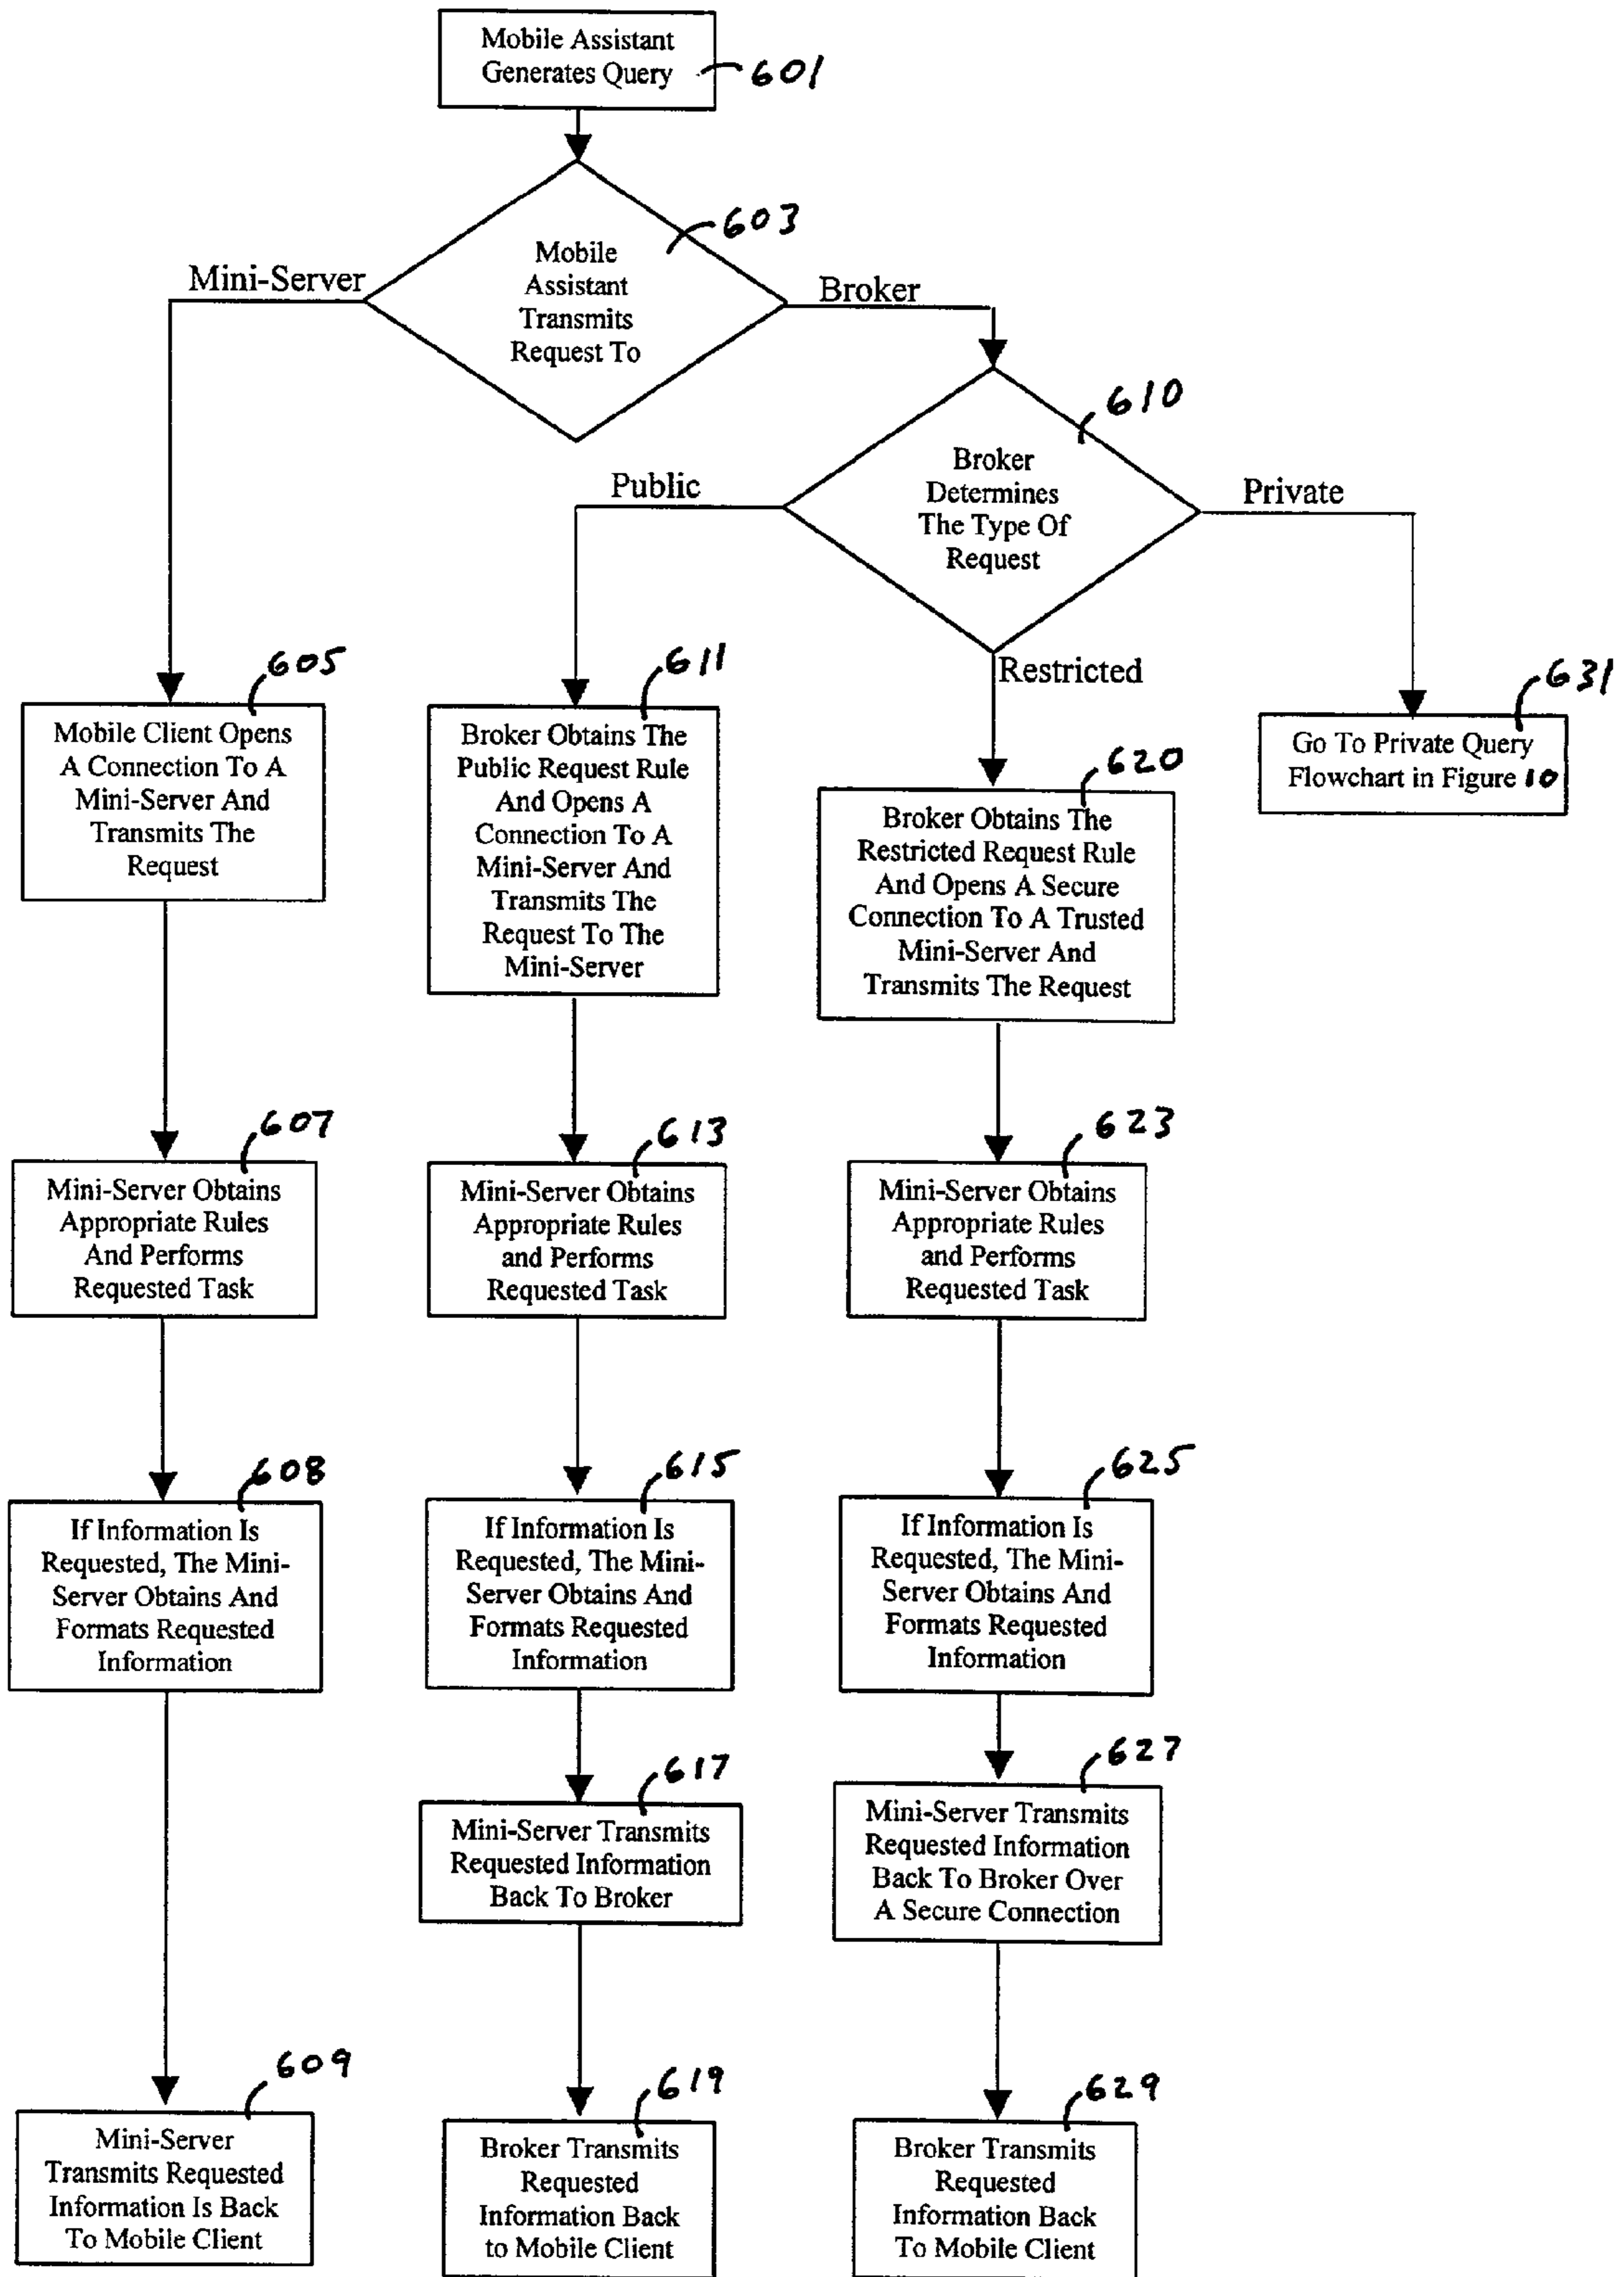 Mobile Assistant
Generates Query
601
603
Mobile
Assistant
Transmits
Request To
Mini-Server
Broker
610
Broker
Determines
The Type Of
Request
Public
Private
Restricted
605
Mobile Client Opens
A Connection To A
Mini-Server And
Transmits The
Request
611
Broker Obtains The
Public Request Rule
And Opens A
Connection To A
Mini-Server And
Transmits The
Request To The
Mini-Server
620
Broker Obtains The
Restricted Request Rule
And Opens A Secure
Connection To A Trusted
Mini-Server And
Transmits The Request
631
Go To Private Query
Flowchart in Figure 10
607
Mini-Server Obtains
Appropriate Rules
And Performs
Requested Task
613
Mini-Server Obtains
Appropriate Rules
and Performs
Requested Task
623
Mini-Server Obtains
Appropriate Rules
and Performs
Requested Task
608
If Information Is
Requested, The Mini-
Server Obtains And
Formats Requested
Information
615
If Information Is
Requested, The Mini-
Server Obtains And
Formats Requested
Information
625
If Information Is
Requested, The Mini-
Server Obtains And
Formats Requested
Information
617
Mini-Server Transmits
Requested Information
Back To Broker
627
Mini-Server Transmits
Requested Information
Back To Broker Over
A Secure Connection
609
Mini-Server
Transmits Requested
Information Is Back
To Mobile Client
619
Broker Transmits
Requested
Information Back
to Mobile Client
629
Broker Transmits
Requested
Information Back
To Mobile Client